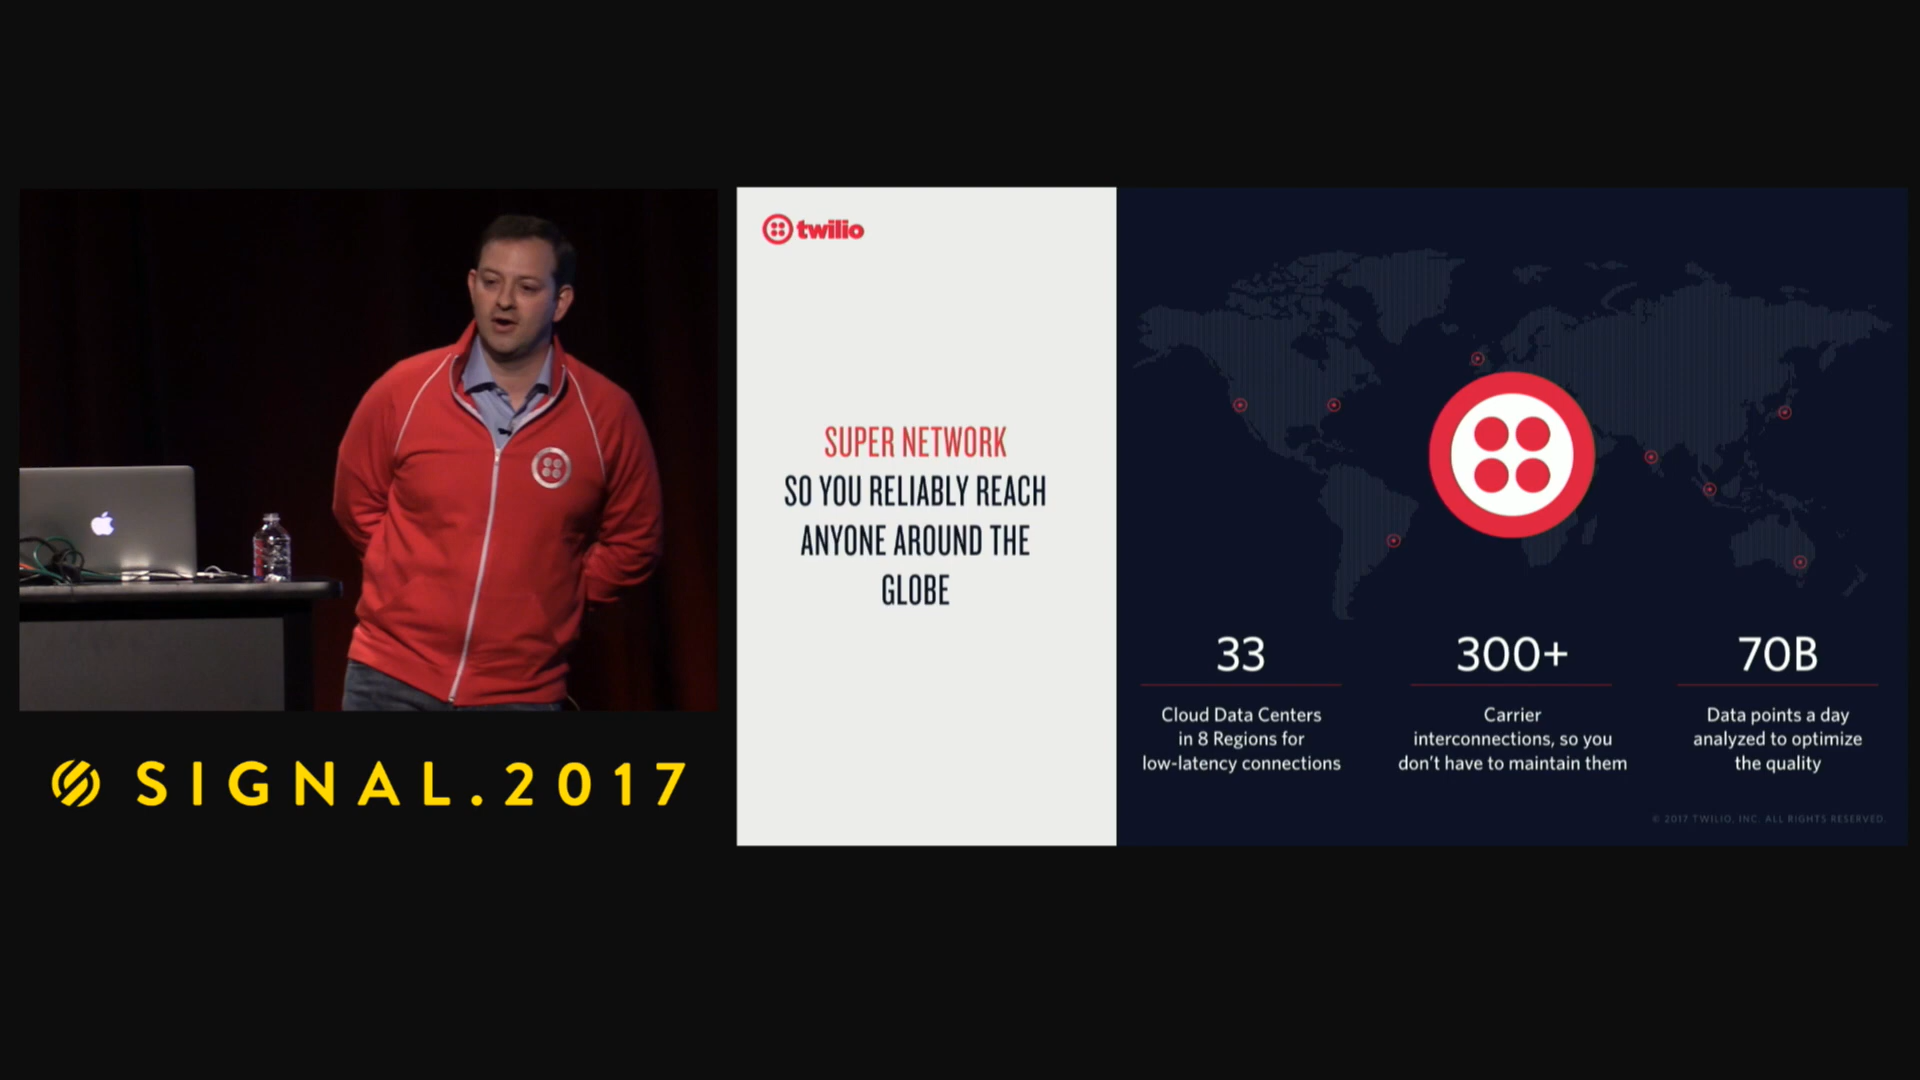 twilio
SUPER NETWORK
SO YOU RELIABLY REACH
ANYONE AROUND THE
GLOBE
33
Cloud Data Centers
in 8 Regions for
low-latency connections
300+
Carrier
interconnections, so you
don't have to maintain them
70B
Data points a day
analyzed to optimize
the quality
© 2017 TWILIO, INC. ALL RIGHTS RESERVED.
SIGNAL.2017